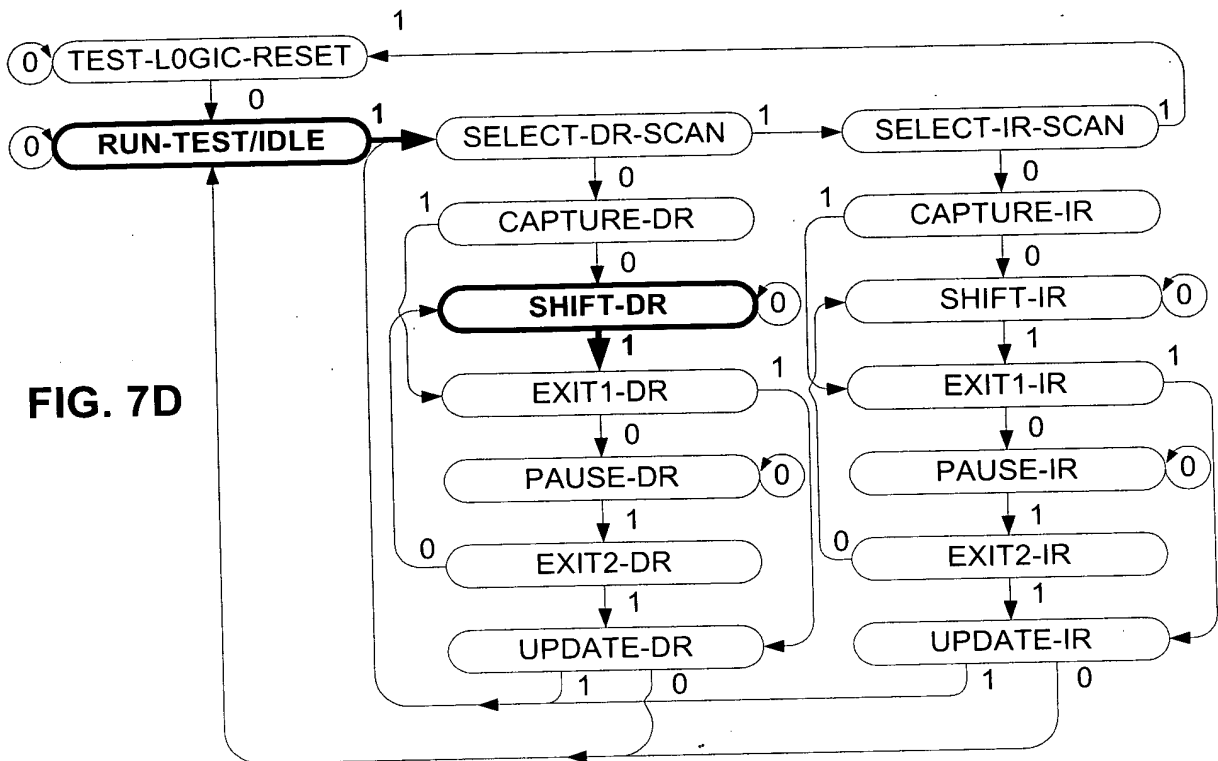 1
0 TEST-L0GIC-RESET
0
0 RUN-TEST/IDLE 1
SELECT-DR-SCAN 1
SELECT-IR-SCAN 1
0
0
1 CAPTURE-DR
1 CAPTURE-IR
0
0
SHIFT-DR 0
SHIFT-IR 0
1
1
EXIT1-DR 1
EXIT1-IR 1
FIG. 7D
0
0
PAUSE-DR 0
PAUSE-IR 0
1
1
0 EXIT2-DR
0 EXIT2-IR
1
1
UPDATE-DR
UPDATE-IR
1 0
1 0